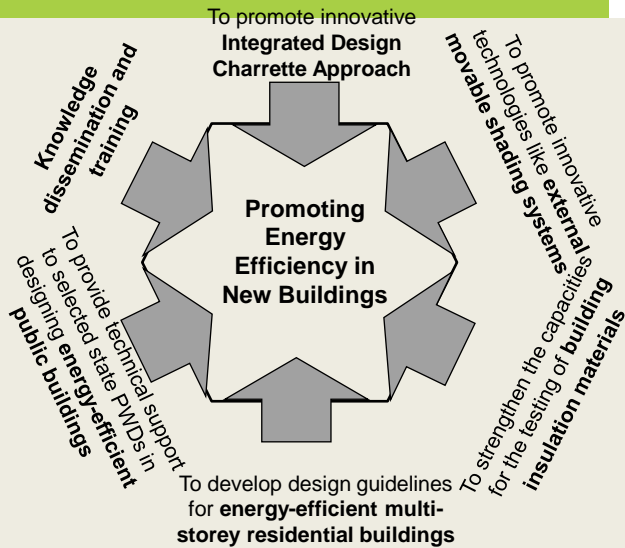 To promote innovative
Integrated Design
Charrette Approach
To promote innovative
technologies like external
movable shading systems
To strengthen the capacities
for the testing of building
insulation materials
To develop design guidelines
for energy-efficient multi-
storey residential buildings
To provide technical support
to selected state PWDs in
designing energy-efficient
public buildings
Knowledge
dissemination and
training
Promoting
Energy
Efficiency in
New Buildings